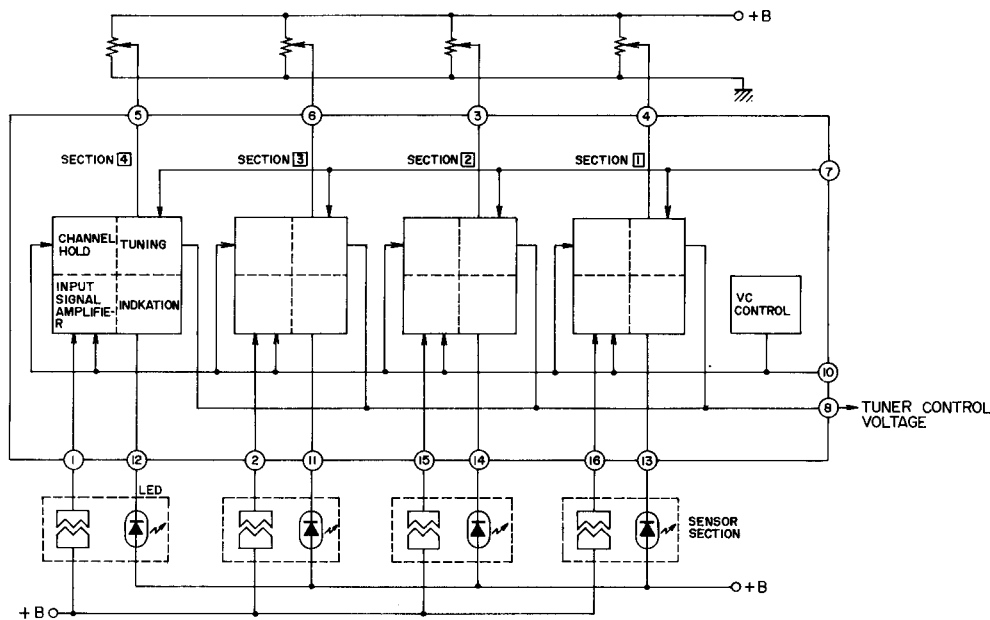 +B
5
6
3
4
SECTION 4
SECTION 3
SECTION 2
SECTION 1
7
CHANNEL
HOLD
TUNING
INPUT
SIGNAL
AMPLIFIE-
R
INDKATION
VC
CONTROL
10
8
TUNER CONTROL
VOLTAGE
1
12
2
11
15
14
16
13
LED
SENSOR
SECTION
+B
+B